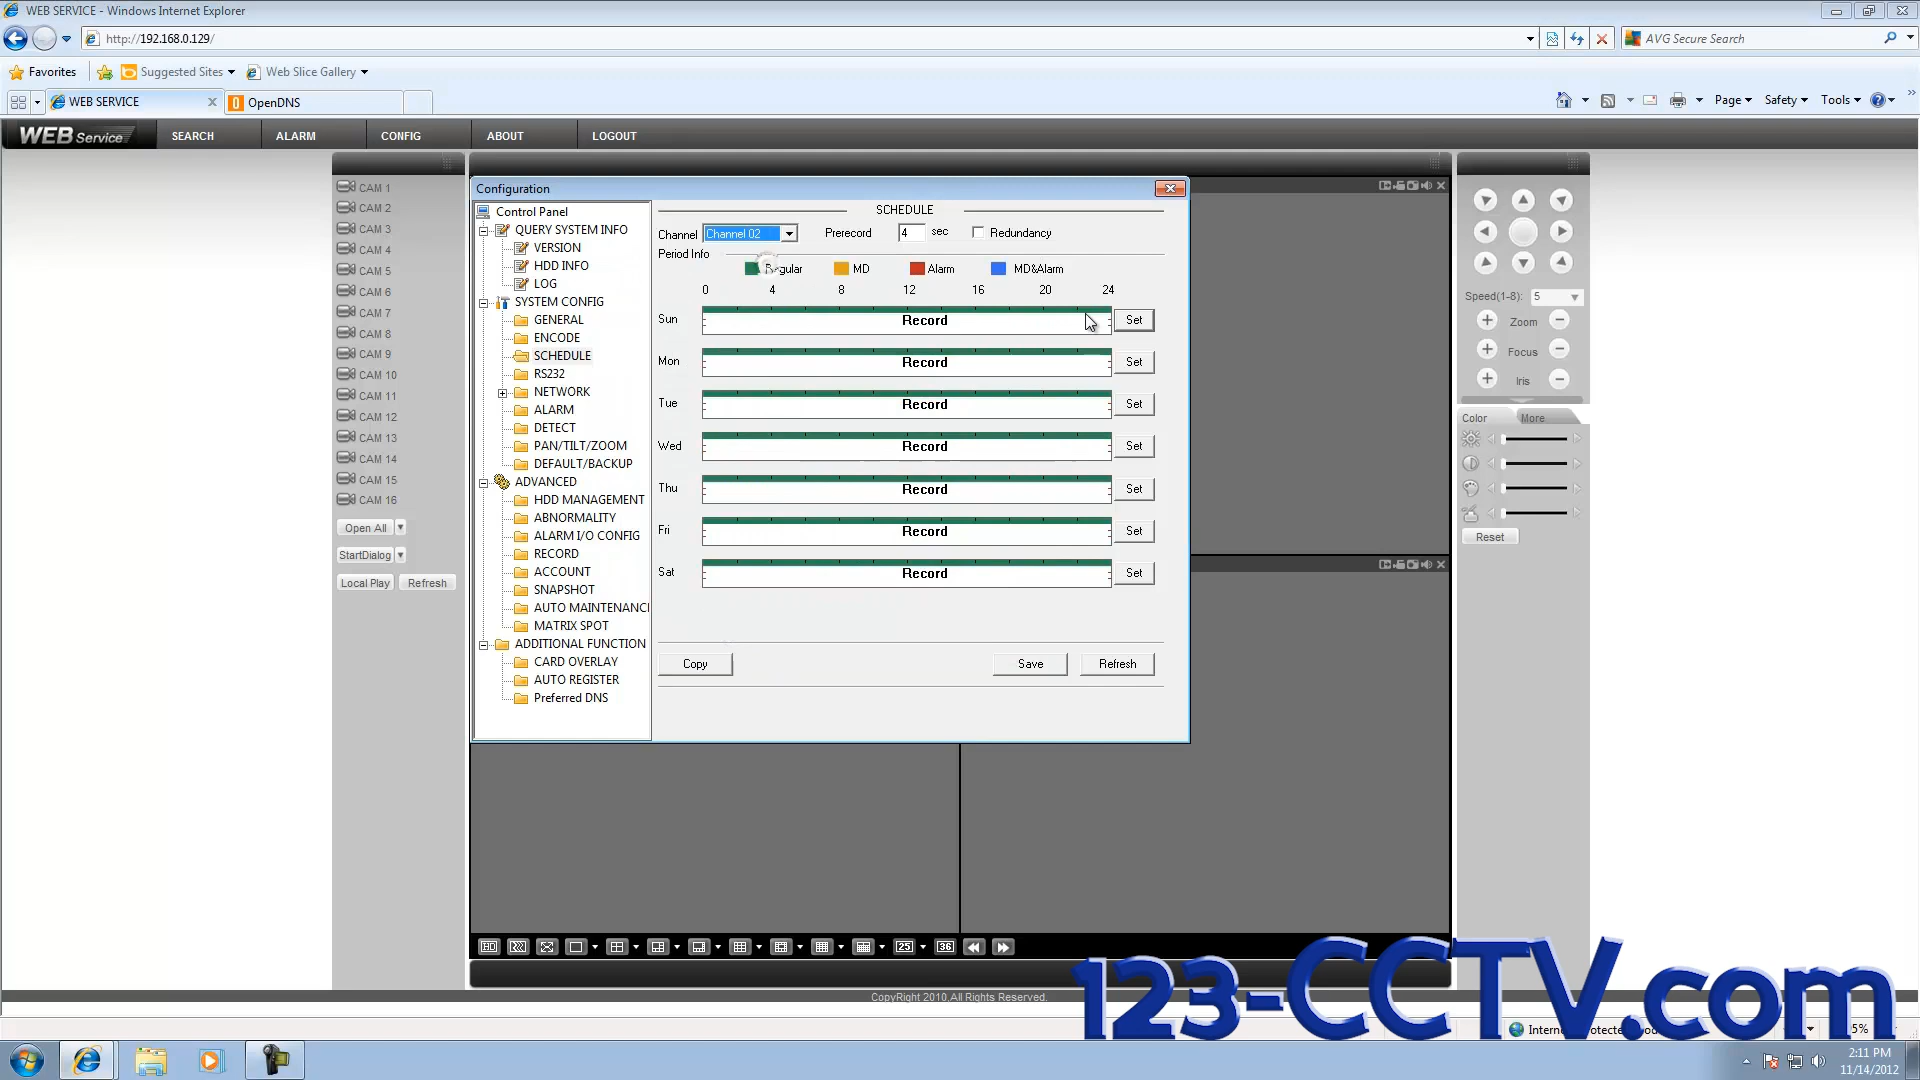 WEB SERVICE - Windows Internet Explorer
http://192.168.0.129/
AVG Secure Search
Favorites
Suggested Sites
Web Slice Gallery
WEB SERVICE
OpenDNS
Page
Safety
Tools
WEB Service
SEARCH
ALARM
CONFIG
ABOUT
LOGOUT
CAM 1
CAM 2
CAM 3
CAM 4
CAM 5
CAM 6
CAM 7
CAM 8
CAM 9
CAM 10
CAM 11
CAM 12
CAM 13
CAM 14
CAM 15
CAM 16
Open All
StartDialog
Local Play
Refresh
Configuration
Control Panel
QUERY SYSTEM INFO
VERSION
HDD INFO
LOG
SYSTEM CONFIG
GENERAL
ENCODE
SCHEDULE
RS232
NETWORK
ALARM
DETECT
PAN/TILT/ZOOM
DEFAULT/BACKUP
ADVANCED
HDD MANAGEMENT
ABNORMALITY
ALARM I/O CONFIG
RECORD
ACCOUNT
SNAPSHOT
AUTO MAINTENANC
MATRIX SPOT
ADDITIONAL FUNCTION
CARD OVERLAY
AUTO REGISTER
Preferred DNS
SCHEDULE
Channel
Channel 02
Prerecord
4
sec
Redundancy
Period Info
Regular
MD
Alarm
MD&Alarm
0 4 8 12 16 20 24
Sun Record Set
Mon Record Set
Tue Record Set
Wed Record Set
Thu Record Set
Fri Record Set
Sat Record Set
Copy
Save
Refresh
Speed(1-8):
5
Zoom
Focus
Iris
Color
More
Reset
25
36
CopyRight 2010,All Rights Reserved.
123-CCTV.com
2:11 PM
11/14/2012